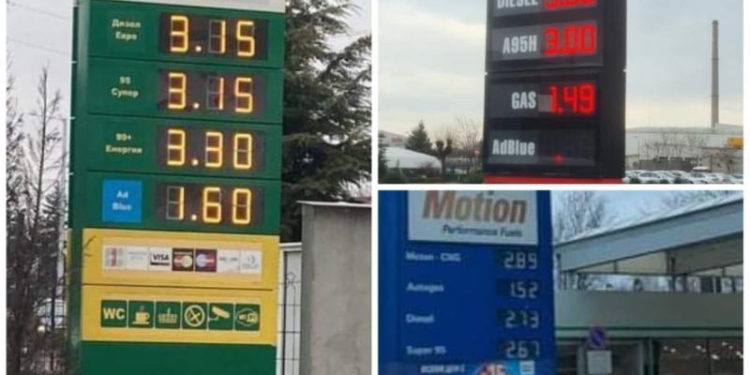 Дизел
Евро 3.15
95
Супер 3.15
99+
Енергия 3.30
Ad
Blue 1.60
VISA
WC
DIESEL
A95H 3.00
GAS 1.49
AdBlue
Motion
Performance Fuels
Motion - CNG 2.89
Autogas 1.52
Diesel 2.73
Super 95 2.67